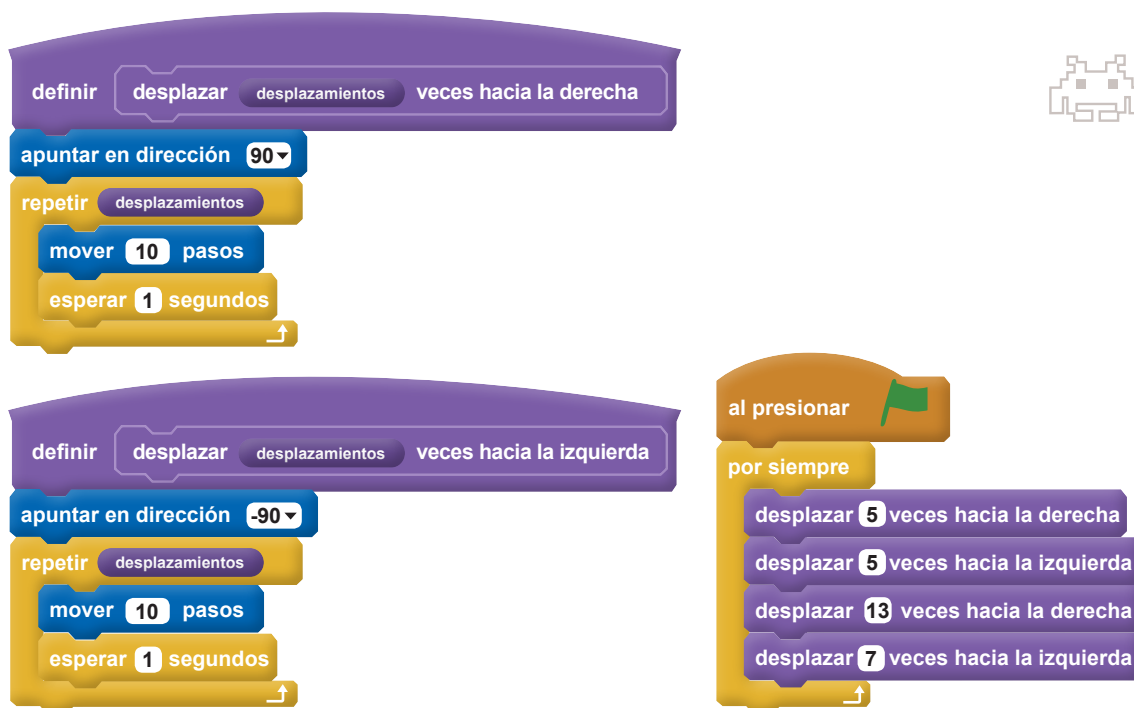 definir desplazar desplazamientos veces hacia la derecha
apuntar en dirección 90
repetir desplazamientos
mover 10 pasos
esperar 1 segundos
definir desplazar desplazamientos veces hacia la izquierda
apuntar en dirección -90
repetir desplazamientos
mover 10 pasos
esperar 1 segundos
al presionar
por siempre
desplazar 5 veces hacia la derecha
desplazar 5 veces hacia la izquierda
desplazar 13 veces hacia la derecha
desplazar 7 veces hacia la izquierda